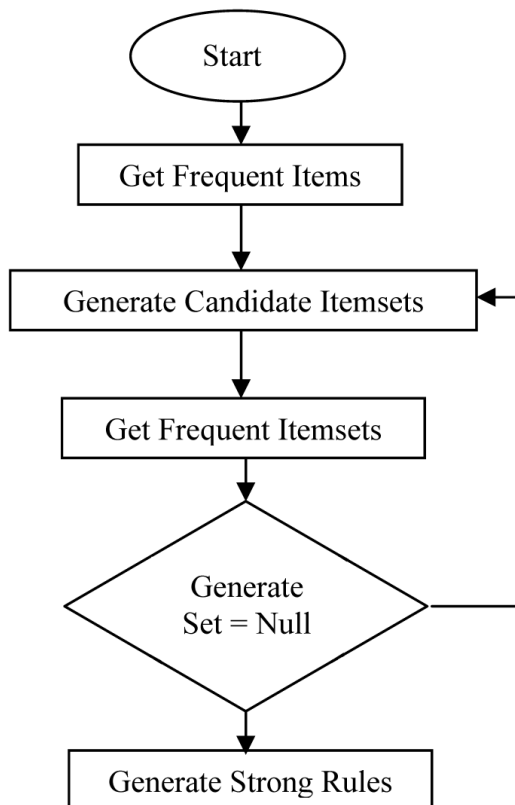 Start
Get Frequent Items
Generate Candidate Itemsets
Get Frequent Itemsets
Generate
Set = Null
Generate Strong Rules